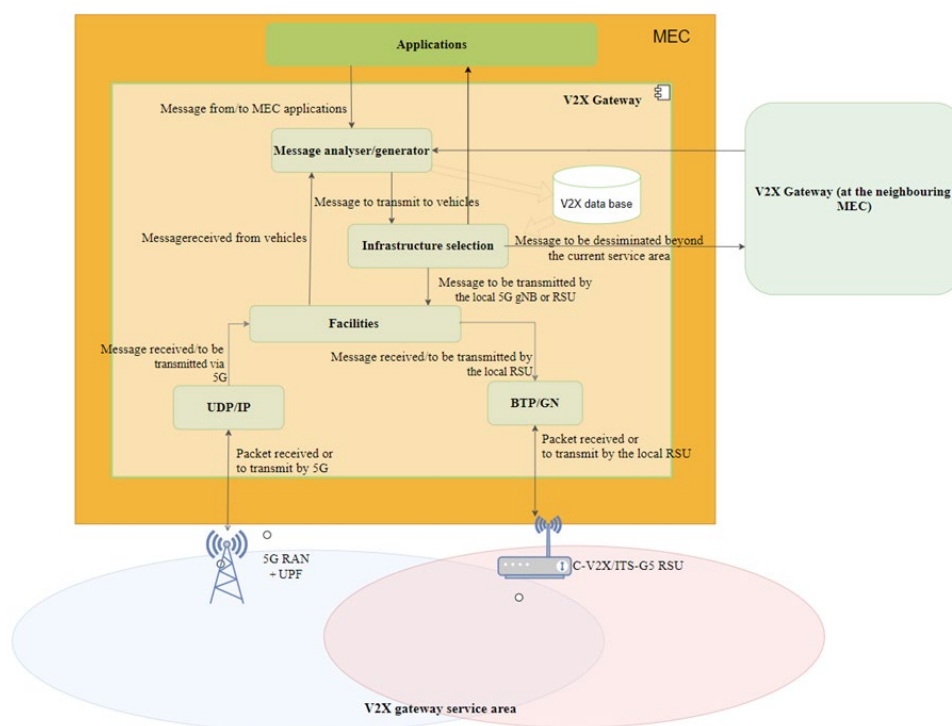 MEC
Applications
V2X Gateway
Message from/to MEC applications
Message analyser/generator
V2X Gateway (at the neighbouring
MEC)
Message to transmit to vehicles
V2X data base
Messagereceived from vehicles
Infrastructure selection
Message to be dessiminated beyond
the current service area
Message to be transmitted by
the local 5G gNB or RSU
Facilities
Message received/to be
transmitted via
5G
Message received/to be transmitted by
the local RSU
UDP/IP
BTP/GN
Packet received or
to transmit by 5G
Packet received or
to transmit by the local RSU
5G RAN
+ UPF
C-V2X/ITS-G5 RSU
V2X gateway service area